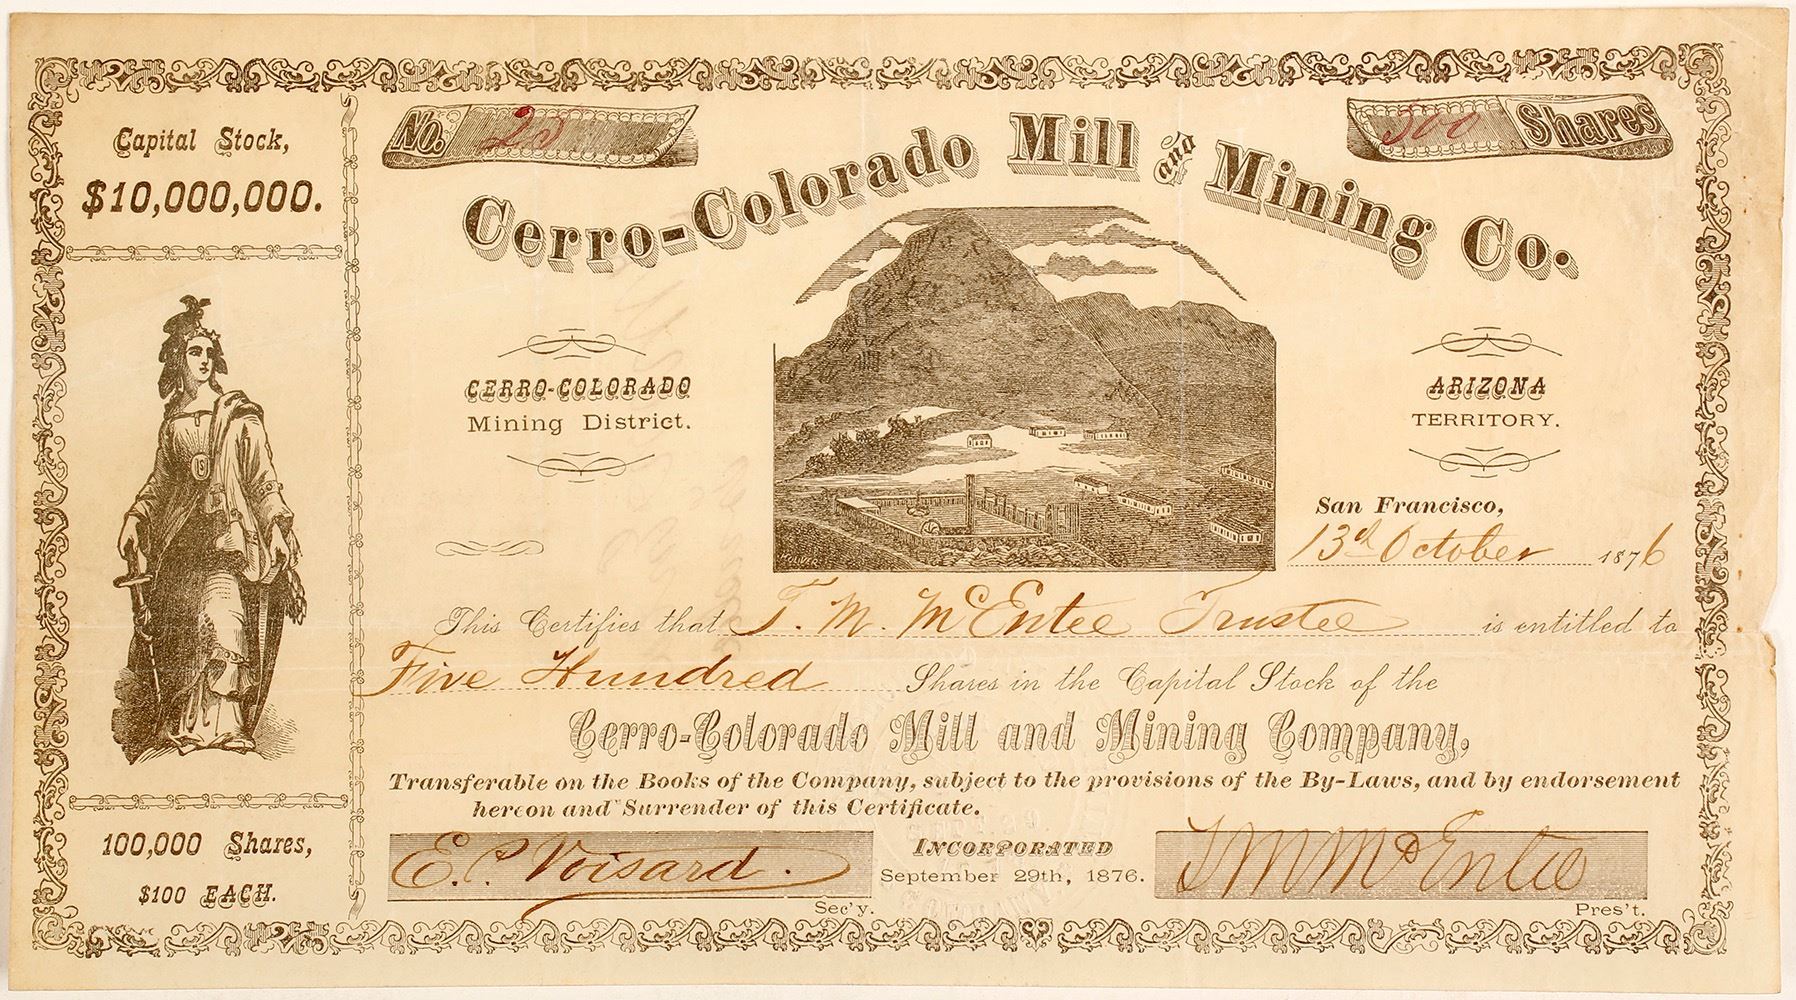 Capital Stock,
$10,000,000.
100,000 Shares,
$100 EACH.
No. 25
500 Shares
Cerro-Colorado Mill and Mining Co.
CERRO-COLORADO
Mining District.
ARIZONA
TERRITORY.
San Francisco,
13th October 1876
This Certifies that T. M. McEntee Trustee is entitled to
Five Hundred Shares in the Capital Stock of the
Cerro-Colorado Mill and Mining Company,
Transferable on the Books of the Company, subject to the provisions of the By-Laws, and by endorsement
hereon and Surrender of this Certificate.
E. P. Voisard.
Sec'y.
INCORPORATED
September 29th, 1876.
T M McEntee
Pres't.
US